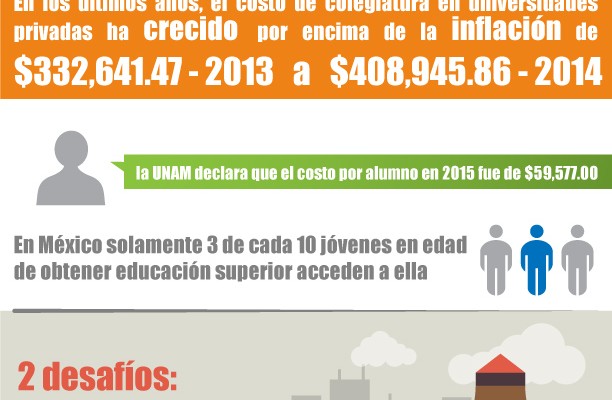 En los últimos años, el costo de colegiatura en universidades
privadas ha crecido por encima de la inflación de
$332,641.47 - 2013 a $408,945.86 - 2014
la UNAM declara que el costo por alumno en 2015 fue de $59,577.00
En México solamente 3 de cada 10 jóvenes en edad
de obtener educación superior acceden a ella
2 desafíos: